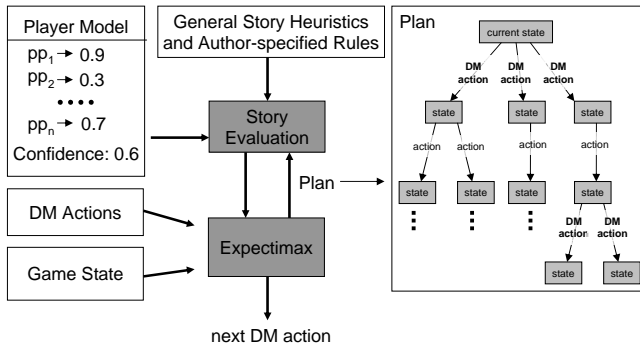 Player Model
pp1 → 0.9
pp2 → 0.3
••••
ppn → 0.7
Confidence: 0.6
DM Actions
Game State
General Story Heuristics
and Author-specified Rules
Story
Evaluation
Plan
Expectimax
next DM action
Plan
current state
DM action DM action DM action
state state state
action action action action
state state state state
DM action DM action
state state